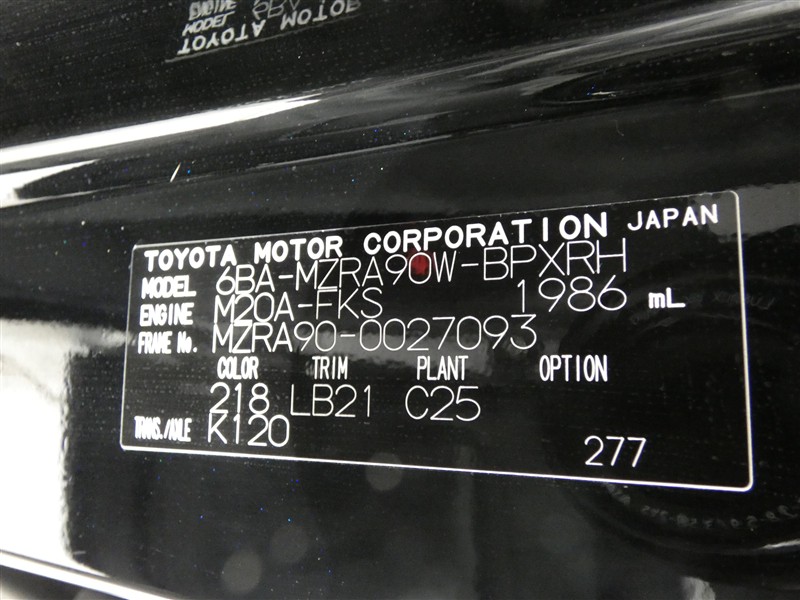 TOYOTA MOTOR CORPORATION JAPAN
MODEL 6BA-MZRA90W-BPXRH
ENGINE M20A-FKS 1986 mL
FRAME No. MZRA90-0027093
COLOR TRIM PLANT OPTION
218 LB21 C25
TRANS./AXLE K120
277